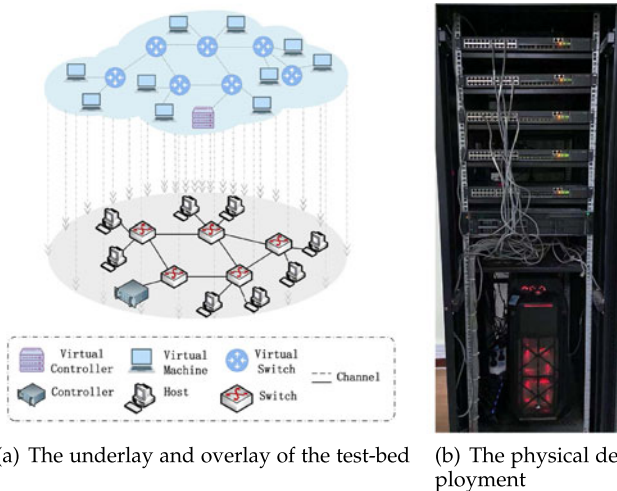 Virtual Controller
Virtual Machine
Virtual Switch
Controller
Host
Switch
Channel
(a) The underlay and overlay of the test-bed
(b) The physical de
ployment